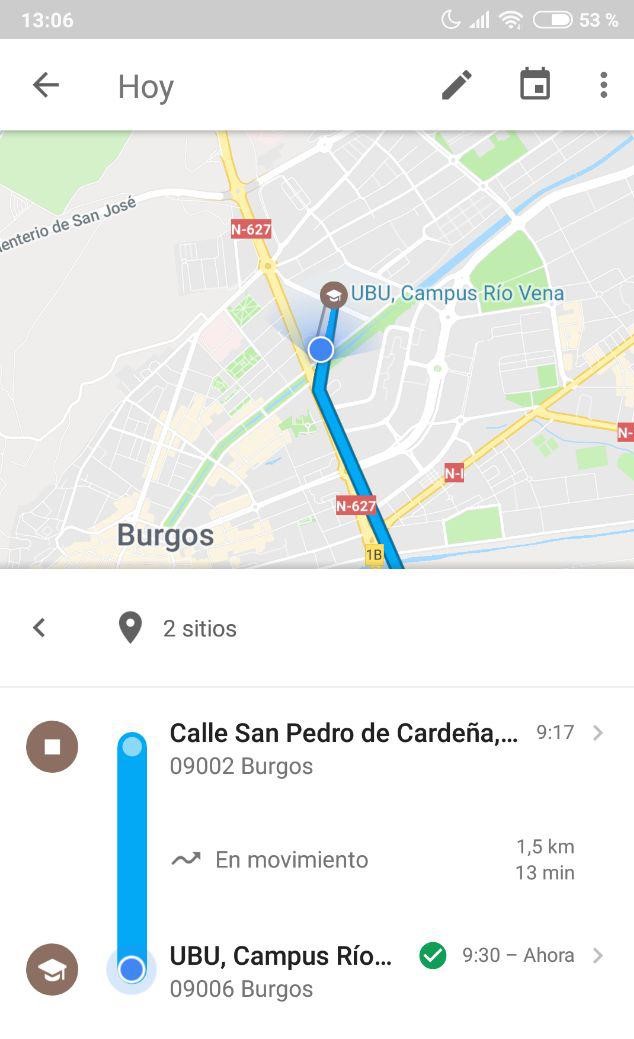 13:06
53 %
Hoy
N-627
enterio de San José
UBU, Campus Río Vena
N-
N-I
N-627
Burgos
1B
2 sitios
Calle San Pedro de Cardeña,... 9:17
09002 Burgos
En movimiento
1,5 km
13 min
UBU, Campus Río... 9:30 – Ahora
09006 Burgos